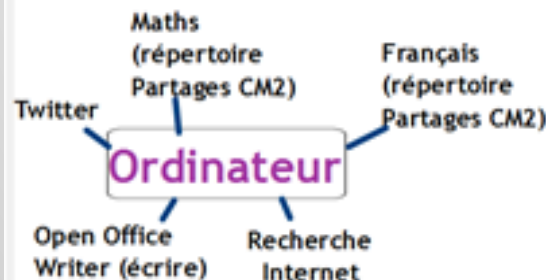 Maths
(répertoire
Partages CM2)
Français
(répertoire
Partages CM2)
Twitter
Ordinateur
Open Office
Writer (écrire)
Recherche
Internet